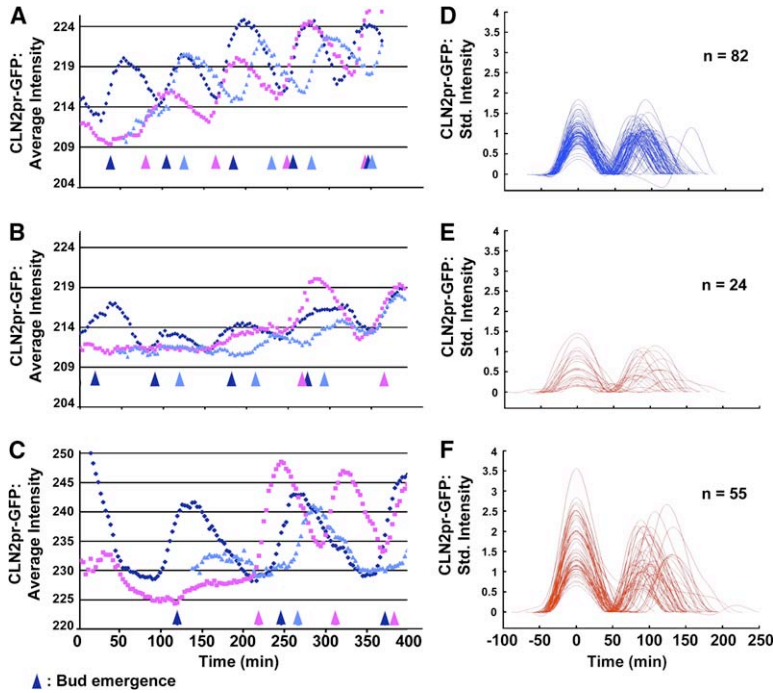 A
CLN2pr-GFP:
Average Intensity
224
219
214
209
204
B
CLN2pr-GFP:
Average Intensity
224
219
214
209
204
C
CLN2pr-GFP:
Average Intensity
250
245
240
235
230
225
220
0 50 100 150 200 250 300 350 400
Time (min)
: Bud emergence
D
CLN2pr-GFP:
Std. Intensity
4
3.5
3
2.5
2
1.5
1
0.5
0
n = 82
E
CLN2pr-GFP:
Std. Intensity
4
3.5
3
2.5
2
1.5
1
0.5
0
n = 24
F
CLN2pr-GFP:
Std. Intensity
4
3.5
3
2.5
2
1.5
1
0.5
0
n = 55
-100 -50 0 50 100 150 200 250
Time (min)